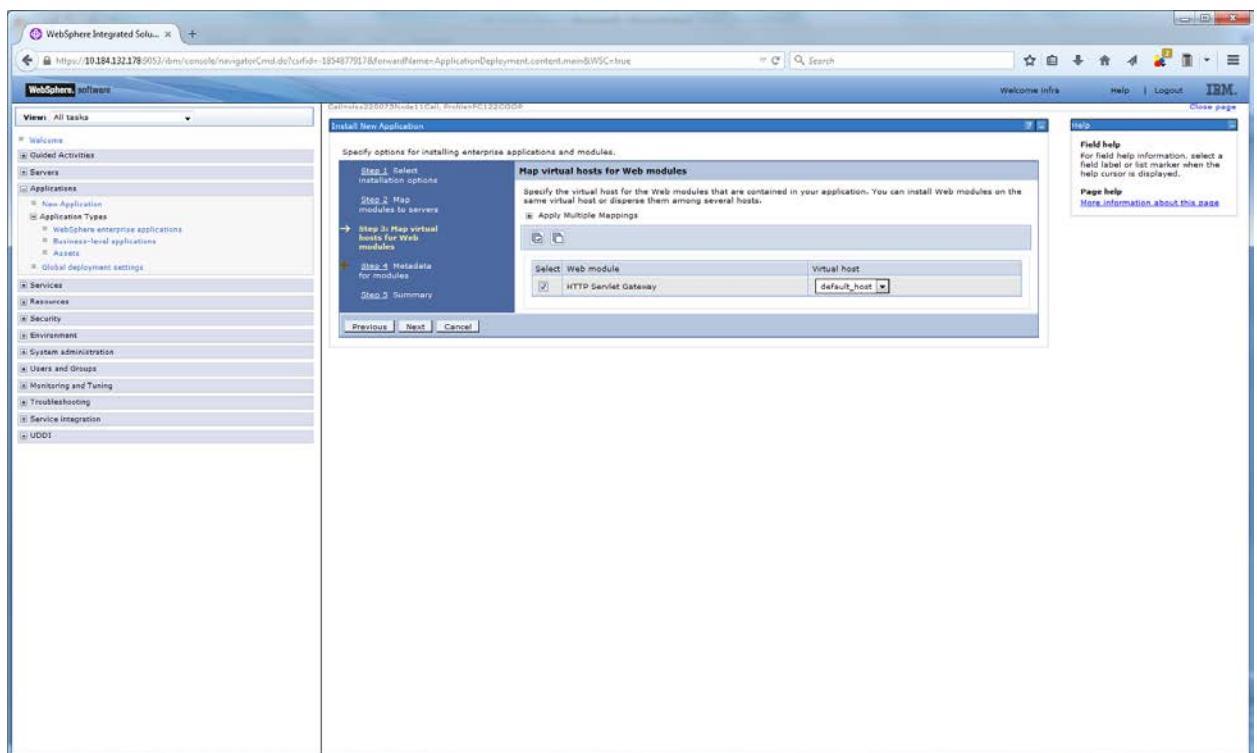 WebSphere Integrated Solu... × +
https://10.184.132.178:9053/ibm/console/navigatorCmd.do?csrfid=-1854877917&forwardName=ApplicationDeployment.content.main&WSC=true
Search
WebSphere. software
Welcome infra Help | Logout IBM.
View: All tasks
Welcome
Guided Activities
Servers
Applications
New Application
Application Types
WebSphere enterprise applications
Business-level applications
Assets
Global deployment settings
Services
Resources
Security
Environment
System administration
Users and Groups
Monitoring and Tuning
Troubleshooting
Service integration
UDDI
Close page
Install New Application
Specify options for installing enterprise applications and modules.
Step 1 Select
installation options
Step 2 Map
modules to servers
Step 3: Map virtual
hosts for Web
modules
Step 4 Metadata
for modules
Step 5 Summary
Map virtual hosts for Web modules
Specify the virtual host for the Web modules that are contained in your application. You can install Web modules on the
same virtual host or disperse them among several hosts.
Apply Multiple Mappings
Select Web module Virtual host
HTTP Servlet Gateway default_host
Previous Next Cancel
Help
Field help
For field help information, select a
field label or list marker when the
help cursor is displayed.
Page help
More information about this page